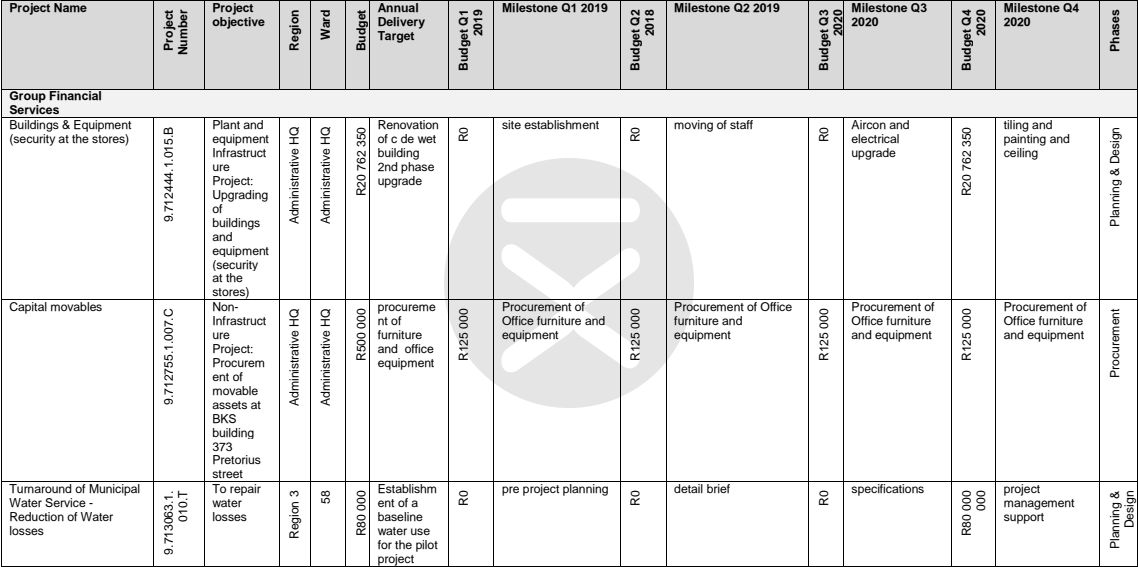 Project Name
Project
Number
Project
objective
Region
Ward
Budget
Annual
Delivery
Target
Budget Q1
2019
Milestone Q1 2019
Budget Q2
2018
Milestone Q2 2019
Budget Q3
2020
Milestone Q3
2020
Budget Q4
2020
Milestone Q4
2020
Phases
Group Financial
Services
Buildings & Equipment
(security at the stores)
9.712444.1.015.B
Plant and
equipment
Infrastruct
ure
Project:
Upgrading
of
buildings
and
equipment
(security
at the
stores)
Administrative HQ
Administrative HQ
R20 762 350
Renovation
of c de wet
building
2nd phase
upgrade
R0
site establishment
R0
moving of staff
R0
Aircon and
electrical
upgrade
R20 762 350
tiling and
painting and
ceiling
Planning & Design
Capital movables
9.712755.1.007.C
Non-
Infrastruct
ure
Project:
Procurem
ent of
movable
assets at
BKS
building
373
Pretorius
street
Administrative HQ
Administrative HQ
R500 000
procureme
nt of
furniture
and office
equipment
R125 000
Procurement of
Office furniture and
equipment
R125 000
Procurement of Office
furniture and
equipment
R125 000
Procurement of
Office furniture
and equipment
R125 000
Procurement of
Office furniture
and equipment
Procurement
Turnaround of Municipal
Water Service -
Reduction of Water
losses
9.713063.1.
010.T
To repair
water
losses
Region 3
58
R80 000
Establishm
ent of a
baseline
water use
for the pilot
project
R0
pre project planning
R0
detail brief
R0
specifications
R80 000
000
project
management
support
Planning &
Design